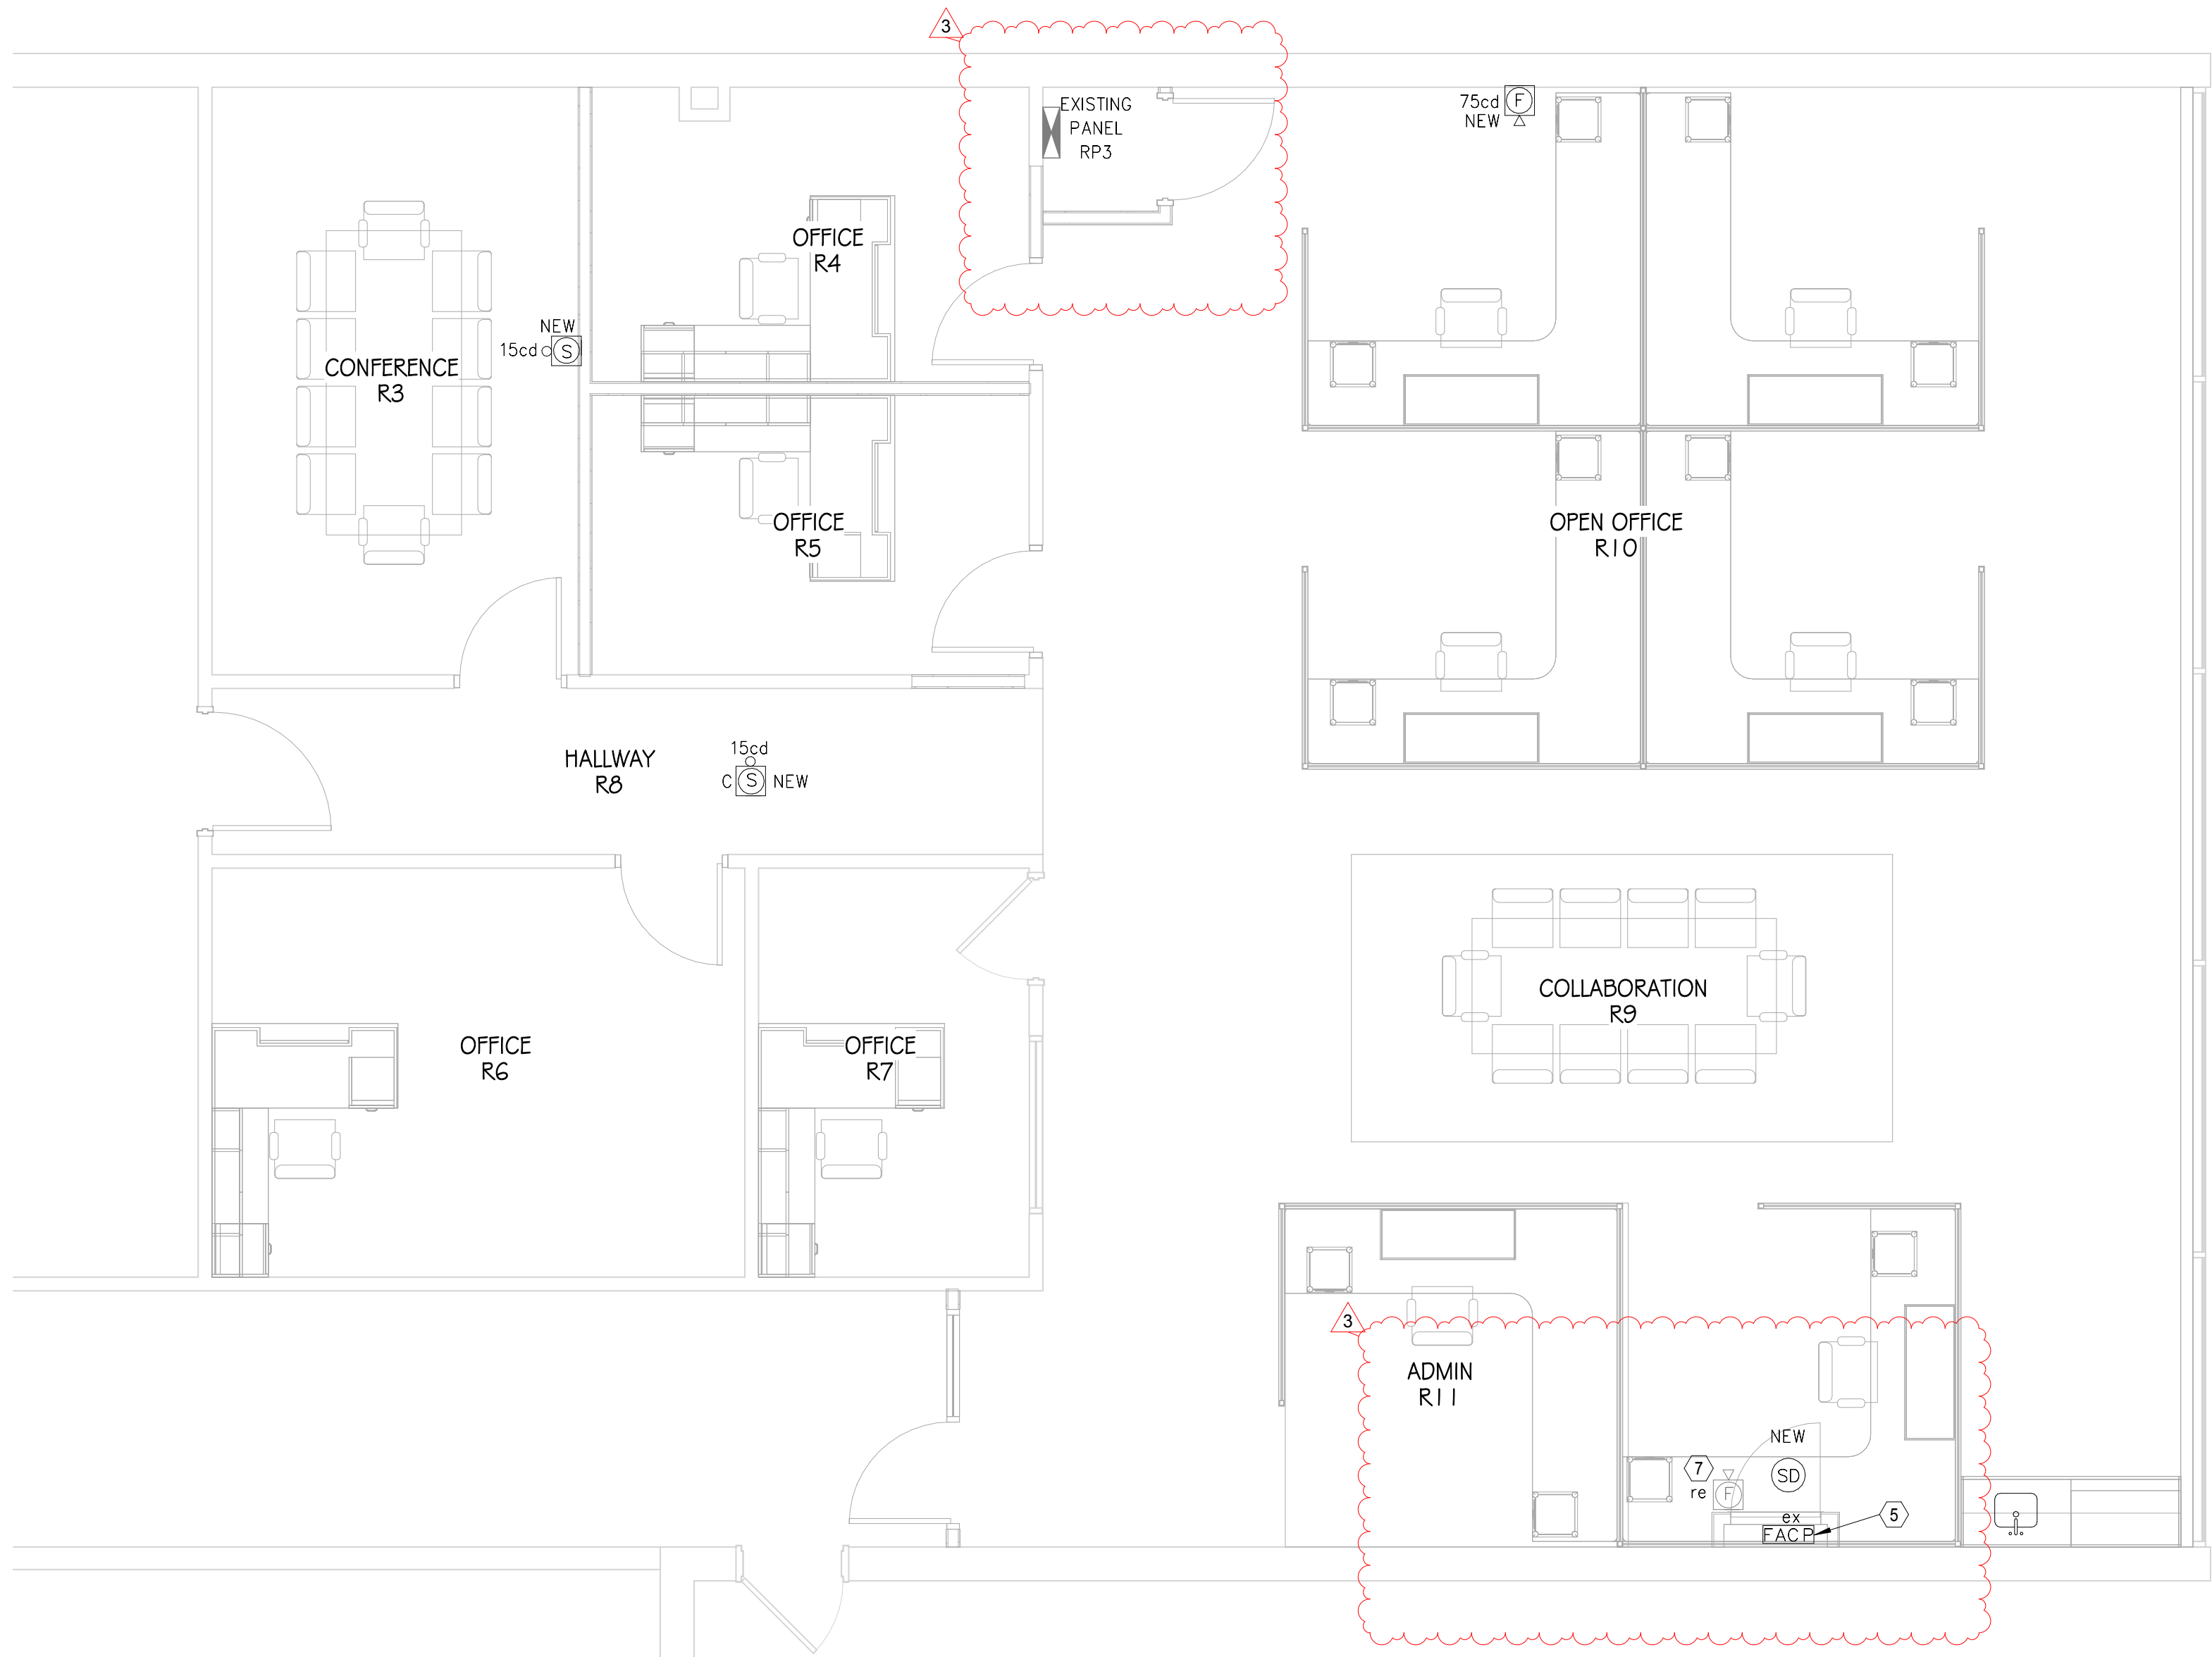 3
EXISTING
PANEL
RP3
75cd F
NEW
OFFICE
R4
NEW
15cd S
CONFERENCE
R3
OFFICE
R5
OPEN OFFICE
R10
HALLWAY
R8
15cd
C S NEW
COLLABORATION
R9
OFFICE
R6
OFFICE
R7
3
ADMIN
R11
NEW
7
SD
re F
ex
FACP
5